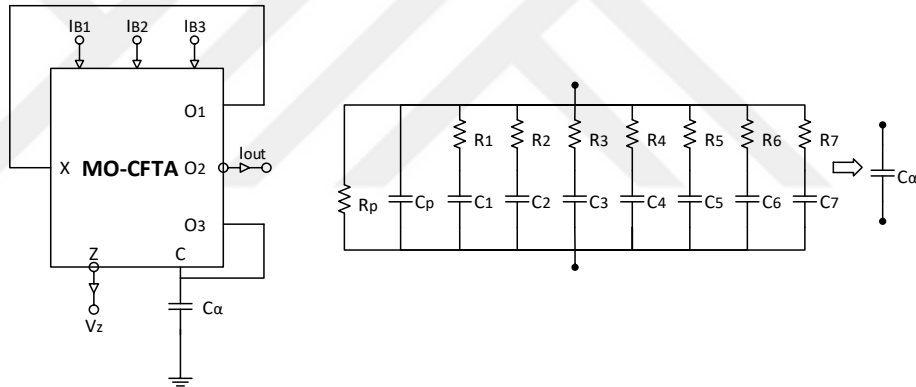 IB1 IB2 IB3
O1
X MO-CFTA O2 Iout
O3
Z C
Vz
Cα
R1 R2 R3 R4 R5 R6 R7
Rp Cp C1 C2 C3 C4 C5 C6 C7
Cα